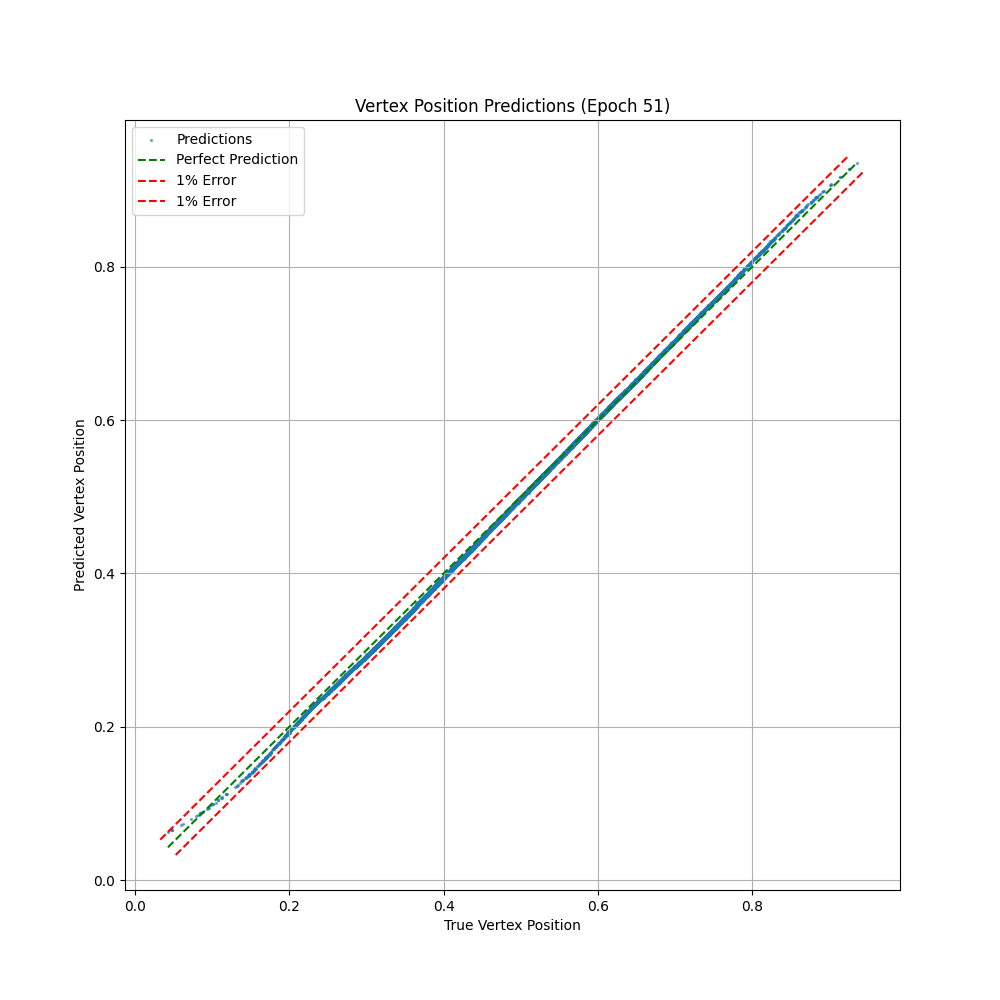 Vertex Position Predictions (Epoch 51)
Predictions
Perfect Prediction
1% Error
1% Error
Predicted Vertex Position
0.8
0.6
0.4
0.2
0.0
0.0 0.2 0.4 0.6 0.8
True Vertex Position